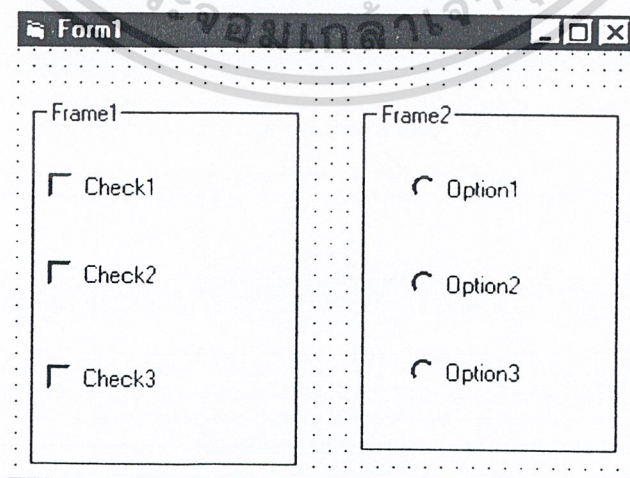 Form1
Frame1
Check1
Check2
Check3
Frame2
Option1
Option2
Option3